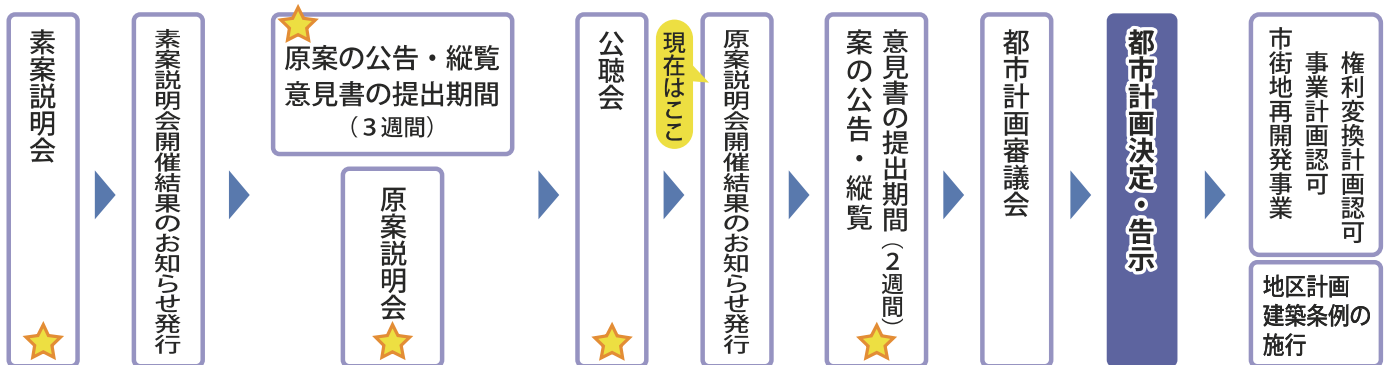 素案説明会
素案説明会開催結果のお知らせ発行
原案の公告・縦覧
意見書の提出期間
（３週間）
原案説明会
公聴会
現在はここ
原案説明会開催結果のお知らせ発行
意見書の提出期間（２週間）
案の公告・縦覧
都市計画審議会
都市計画決定・告示
権利変換計画認可
事業計画認可
市街地再開発事業
地区計画
建築条例の
施行